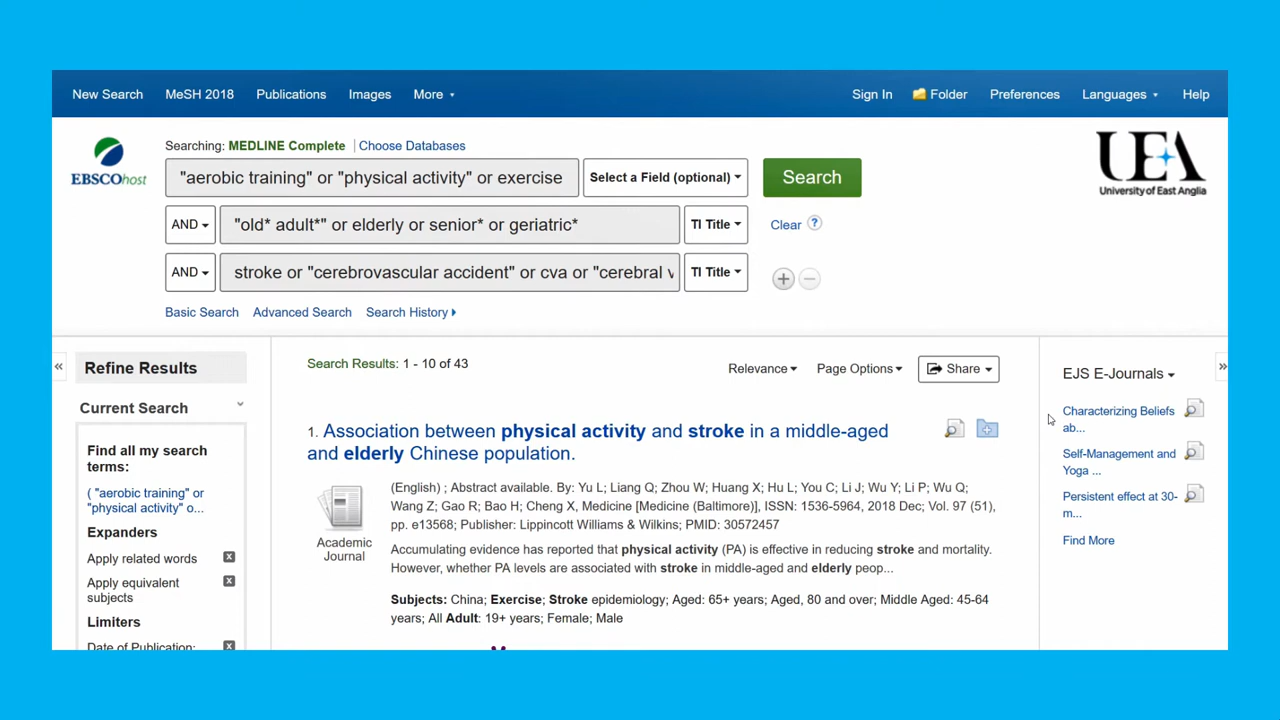 New Search MeSH 2018 Publications Images More Sign In Folder Preferences Languages Help
EBSCOhost
Searching: MEDLINE Complete Choose Databases
"aerobic training" or "physical activity" or exercise Select a Field (optional) Search
AND "old* adult*" or elderly or senior* or geriatric* TI Title Clear ?
AND stroke or "cerebrovascular accident" or cva or "cerebral v TI Title
Basic Search Advanced Search Search History
UEA
University of East Anglia
« Refine Results
Current Search
Find all my search
terms:
( "aerobic training" or
"physical activity" o...
Expanders
Apply related words x
Apply equivalent x
subjects
Limiters
Date of Publication: x
Search Results: 1 - 10 of 43 Relevance Page Options Share
1. Association between physical activity and stroke in a middle-aged
and elderly Chinese population.
Academic
Journal
(English) ; Abstract available. By: Yu L; Liang Q; Zhou W; Huang X; Hu L; You C; Li J; Wu Y; Li P; Wu Q;
Wang Z; Gao R; Bao H; Cheng X, Medicine [Medicine (Baltimore)], ISSN: 1536-5964, 2018 Dec; Vol. 97 (51),
pp. e13568; Publisher: Lippincott Williams & Wilkins; PMID: 30572457
Accumulating evidence has reported that physical activity (PA) is effective in reducing stroke and mortality.
However, whether PA levels are associated with stroke in middle-aged and elderly peop...
Subjects: China; Exercise; Stroke epidemiology; Aged: 65+ years; Aged, 80 and over; Middle Aged: 45-64
years; All Adult: 19+ years; Female; Male
»
EJS E-Journals
Characterizing Beliefs
ab...
Self-Management and
Yoga ...
Persistent effect at 30-
m...
Find More